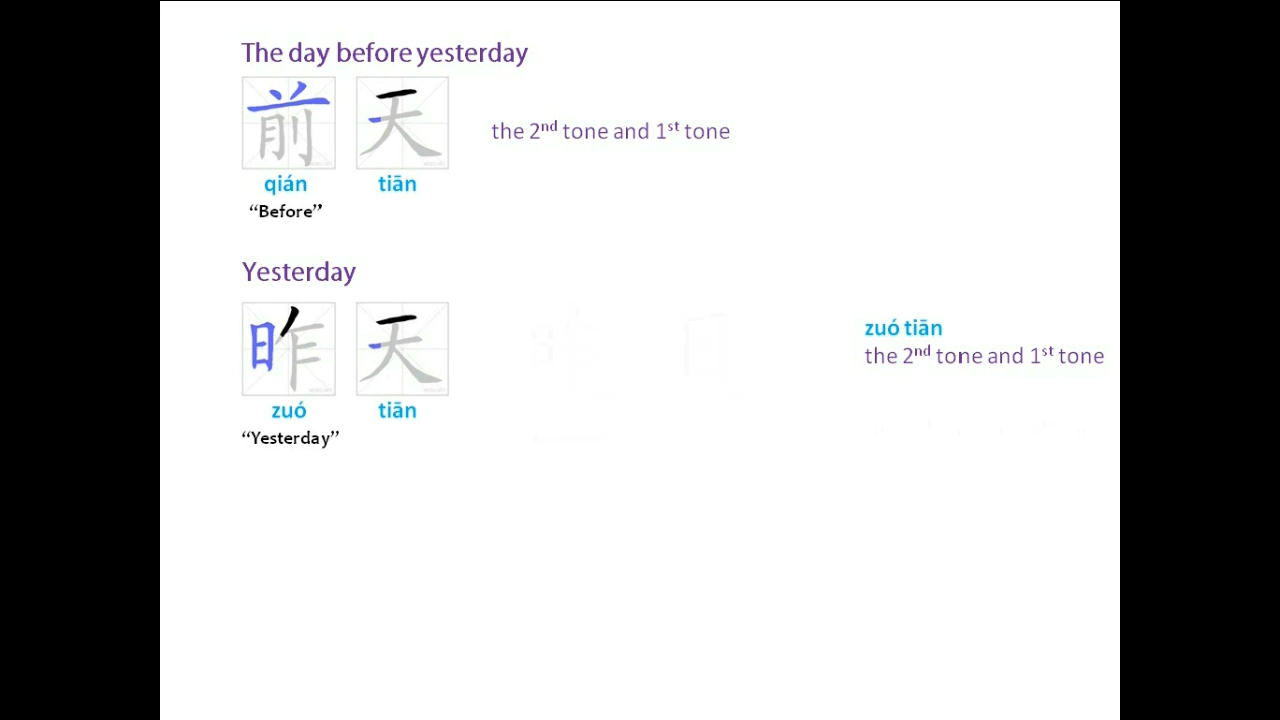 The day before yesterday
前 天
the 2nd tone and 1st tone
qián tiān
“Before”
Yesterday
昨 天
zuó tiān
the 2nd tone and 1st tone
zuó tiān
“Yesterday”